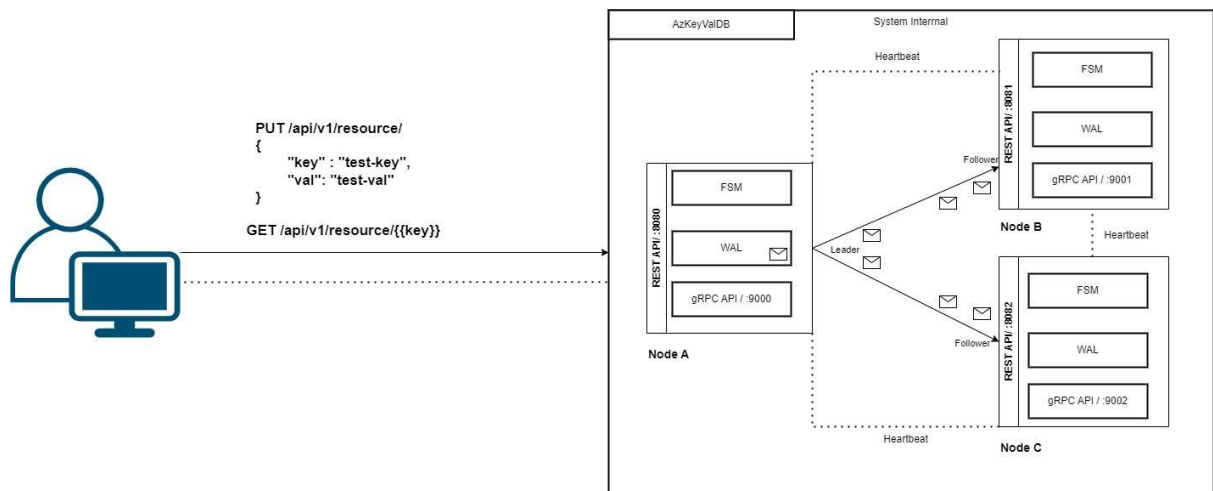 AzKeyValDB
System Interrnal
Heartbeat
PUT /api/v1/resource/
{
"key" : "test-key",
"val": "test-val"
}
GET /api/v1/resource/{{key}}
REST API/ :8080
FSM
WAL
gRPC API / :9000
Node A
Leader
Follower
REST API/ :8081
FSM
WAL
gRPC API / :9001
Node B
Heartbeat
Follower
REST API/ :8082
FSM
WAL
gRPC API / :9002
Node C
Heartbeat